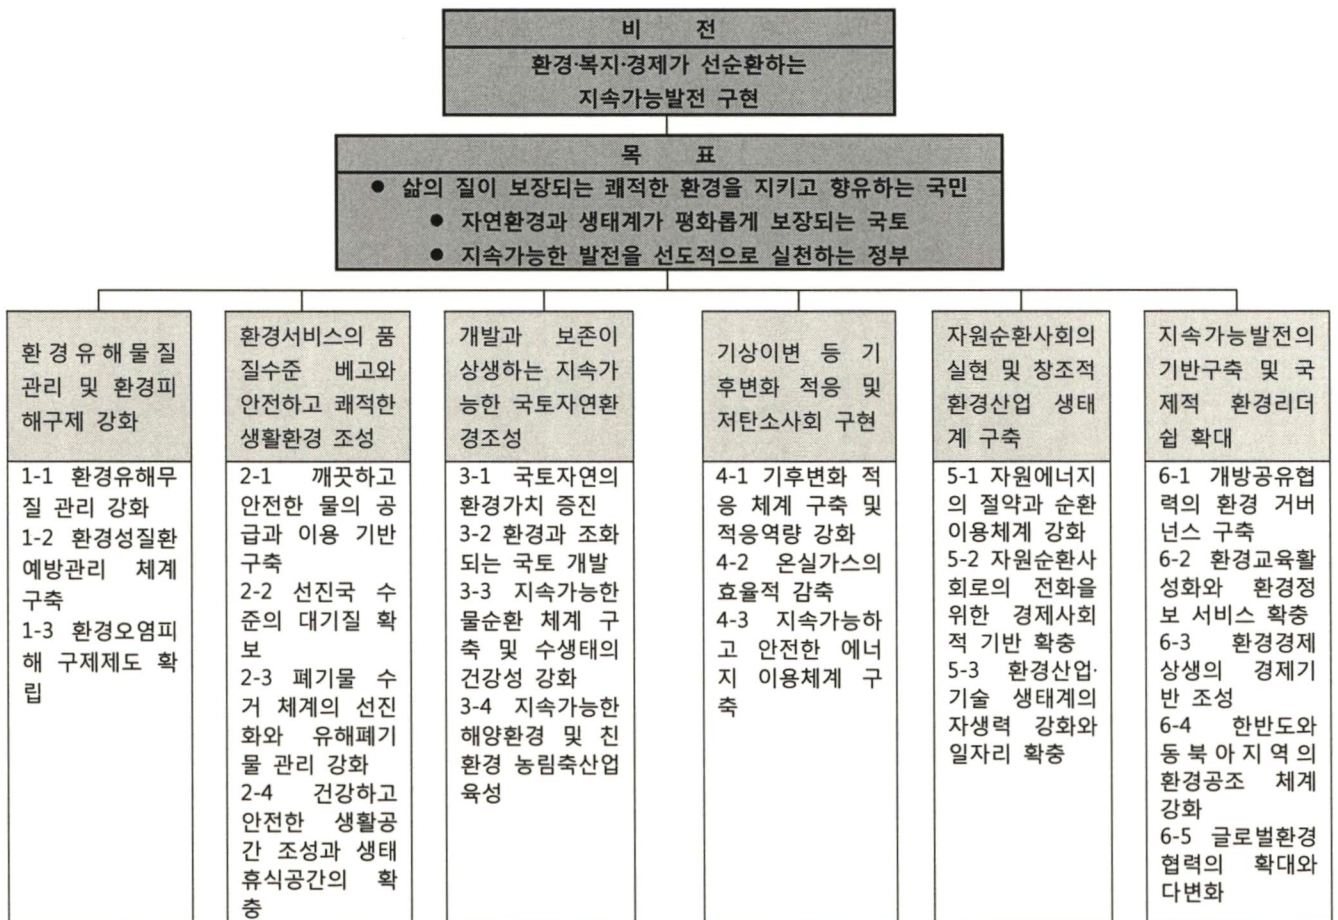 비 전
환경·복지·경제가 선순환하는
지속가능발전 구현
목 표
● 삶의 질이 보장되는 쾌적한 환경을 지키고 향유하는 국민
● 자연환경과 생태계가 평화롭게 보장되는 국토
● 지속가능한 발전을 선도적으로 실천하는 정부
환경유해물질
관리 및 환경피
해구제 강화
1-1 환경유해무
질 관리 강화
1-2 환경성질환
예방관리 체계
구축
1-3 환경오염피
해 구제제도 확
립
환경서비스의 품
질수준 베고와
안전하고 쾌적한
생활환경 조성
2-1 깨끗하고
안전한 물의 공
급과 이용 기반
구축
2-2 선진국 수
준의 대기질 확
보
2-3 폐기물 수
거 체계의 선진
화와 유해폐기
물 관리 강화
2-4 건강하고
안전한 생활공
간 조성과 생태
휴식공간의 확
충
개발과 보존이
상생하는 지속가
능한 국토자연환
경조성
3-1 국토자연의
환경가치 증진
3-2 환경과 조화
되는 국토 개발
3-3 지속가능한
물순환 체계 구
축 및 수생태의
건강성 강화
3-4 지속가능한
해양환경 및 친
환경 농림축산업
육성
기상이변 등 기
후변화 적응 및
저탄소사회 구현
4-1 기후변화 적
응 체계 구축 및
적응역량 강화
4-2 온실가스의
효율적 감축
4-3 지속가능하
고 안전한 에너
지 이용체계 구
축
자원순환사회의
실현 및 창조적
환경산업 생태
계 구축
5-1 자원에너지
의 절약과 순환
이용체계 강화
5-2 자원순환사
회로의 전화을
위한 경제사회
적 기반 확충
5-3 환경산업·
기술 생태계의
자생력 강화와
일자리 확충
지속가능발전의
기반구축 및 국
제적 환경리더
쉽 확대
6-1 개방공유협
력의 환경 거버
넌스 구축
6-2 환경교육활
성화와 환경정
보 서비스 확충
6-3 환경경제
상생의 경제기
반 조성
6-4 한반도와
동북아지역의
환경공조 체계
강화
6-5 글로벌환경
협력의 확대와
다변화